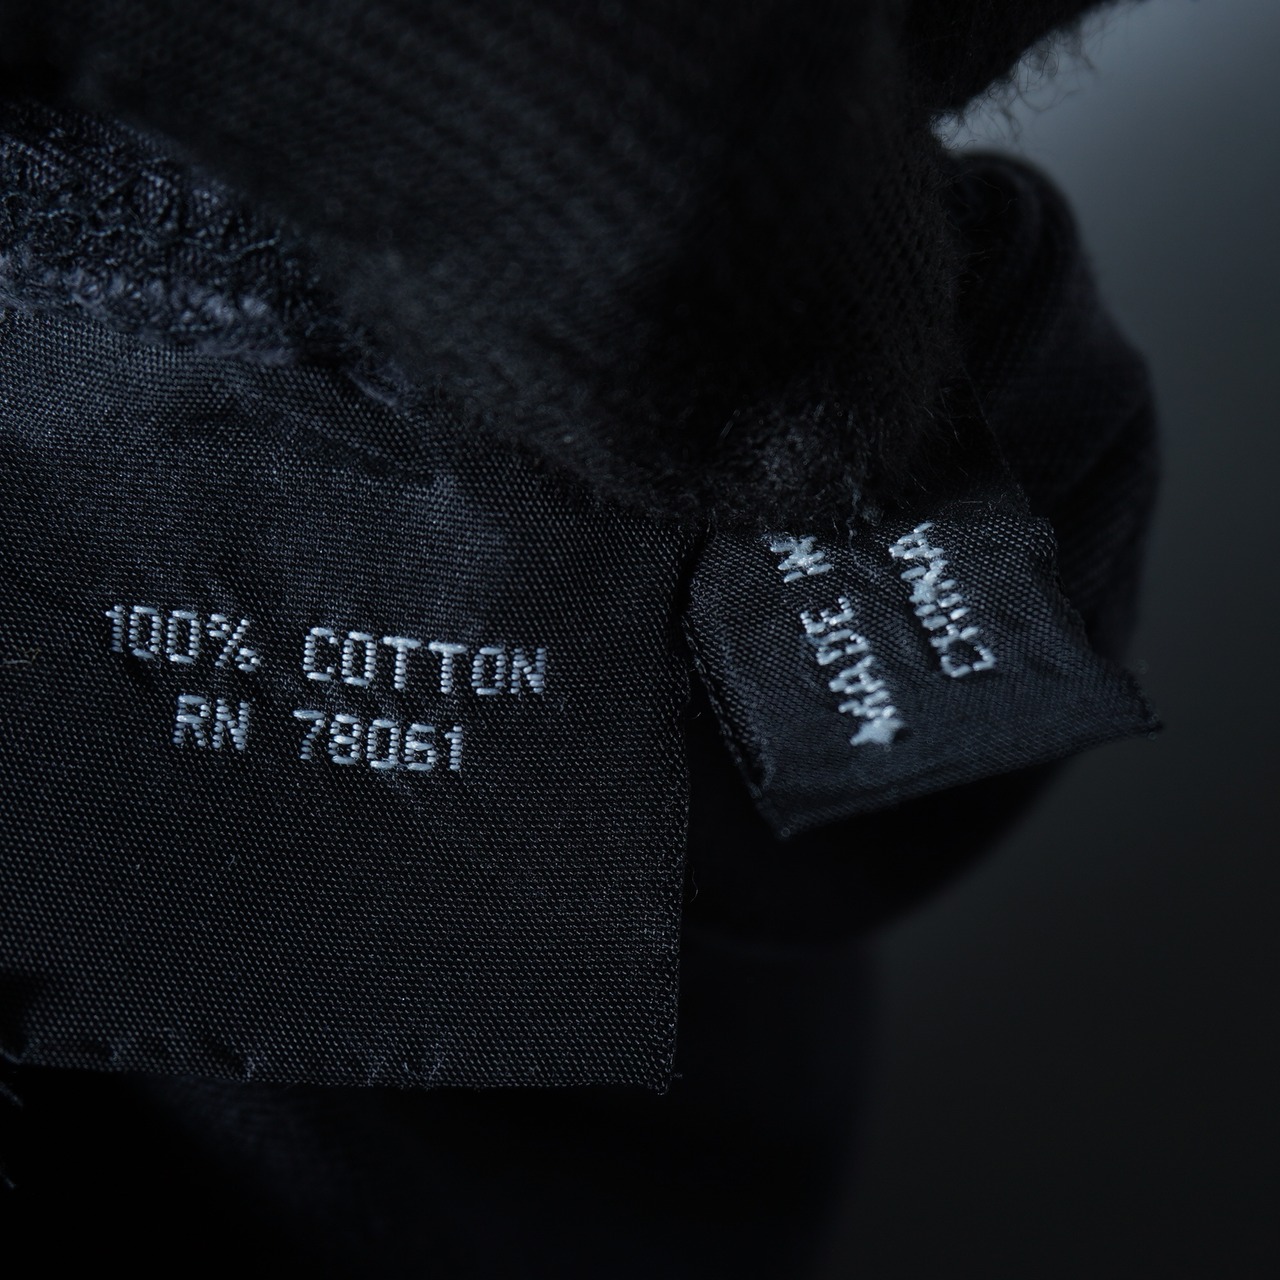 100% COTTON
RN 78051
★MADE IN
CHINA